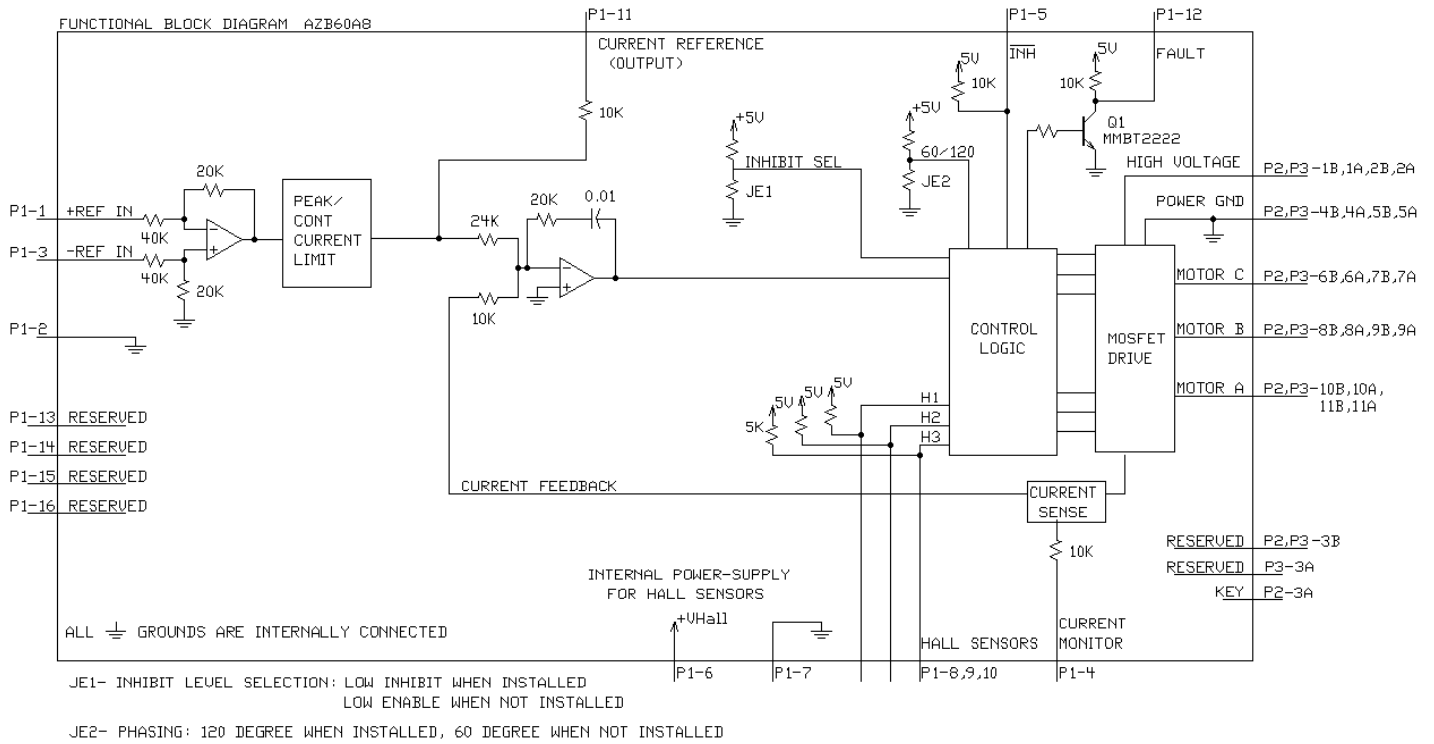 FUNCTIONAL BLOCK DIAGRAM AZB60A8
P1-11
P1-5
P1-12
CURRENT REFERENCE
(OUTPUT)
INH
FAULT
5V
10K
5V
10K
10K
+5V
+5V
Q1
MMBT2222
INHIBIT SEL
60/120
JE1
JE2
HIGH VOLTAGE
P2,P3-1B,1A,2B,2A
20K
P1-1
+REF IN
40K
PEAK/
CONT
CURRENT
LIMIT
24K
20K
0.01
POWER GND
P2,P3-4B,4A,5B,5A
P1-3
-REF IN
40K
20K
10K
MOTOR C
P2,P3-6B,6A,7B,7A
P1-2
CONTROL
LOGIC
MOSFET
DRIVE
MOTOR B
P2,P3-8B,8A,9B,9A
5V
5V
5V
5K
H1
H2
H3
MOTOR A
P2,P3-10B,10A,
11B,11A
P1-13 RESERVED
P1-14 RESERVED
P1-15 RESERVED
P1-16 RESERVED
CURRENT FEEDBACK
CURRENT
SENSE
10K
RESERVED P2,P3-3B
RESERVED P3-3A
KEY P2-3A
INTERNAL POWER-SUPPLY
FOR HALL SENSORS
+VHall
ALL GROUNDS ARE INTERNALLY CONNECTED
HALL SENSORS
CURRENT
MONITOR
P1-6
P1-7
P1-8,9,10
P1-4
JE1- INHIBIT LEVEL SELECTION: LOW INHIBIT WHEN INSTALLED
LOW ENABLE WHEN NOT INSTALLED
JE2- PHASING: 120 DEGREE WHEN INSTALLED, 60 DEGREE WHEN NOT INSTALLED